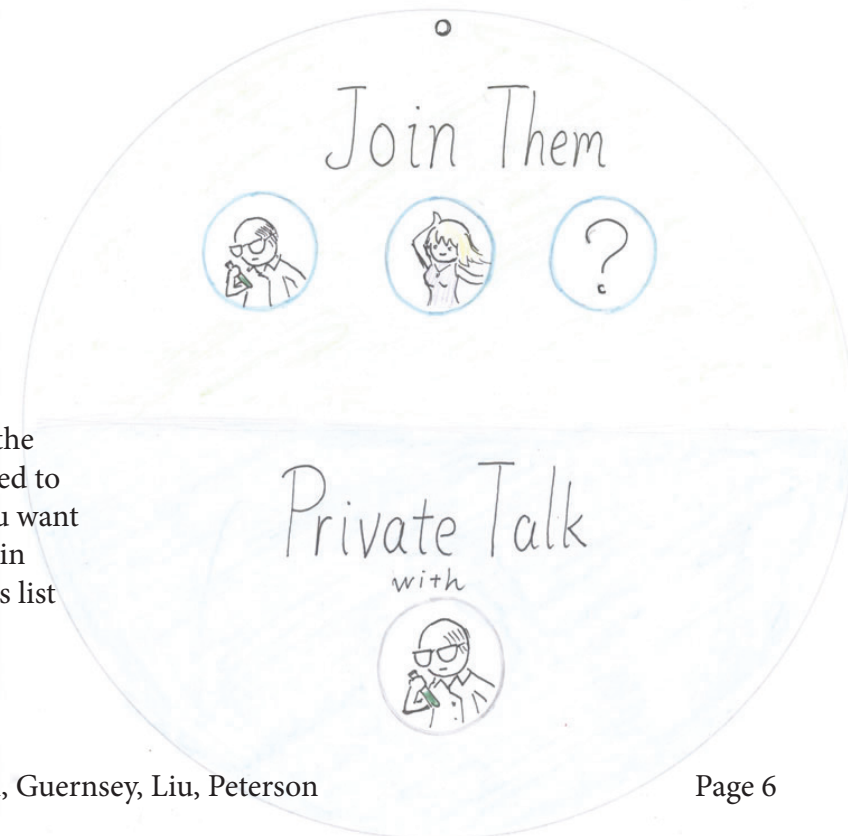 Join Them
?
the
ed to
u want
in
s list
Private Talk
with
, Guernsey, Liu, Peterson
Page 6